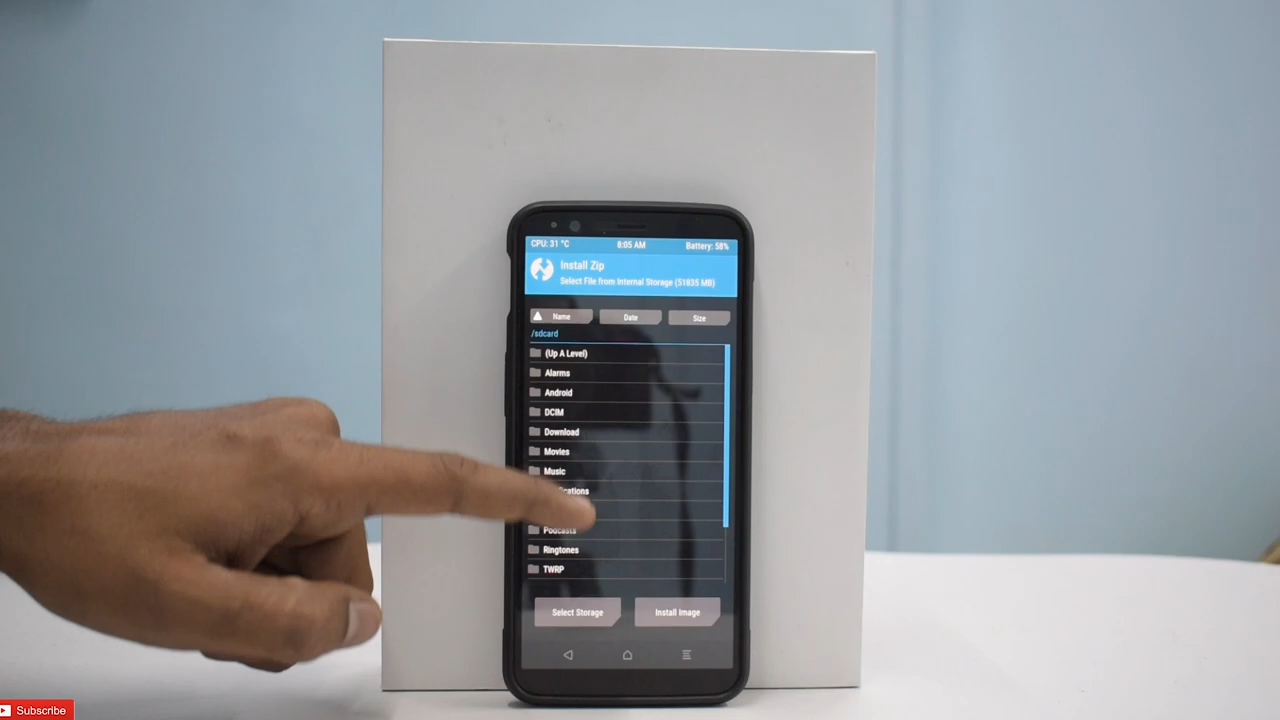 CPU: 31 °C 8:05 AM Battery: 58%
Install Zip
Select File from Internal Storage (51835 MB)
Name Date Size
/sdcard
(Up A Level)
Alarms
Android
DCIM
Download
Movies
Music
Podcasts
Ringtones
TWRP
Select Storage Install Image
Subscribe